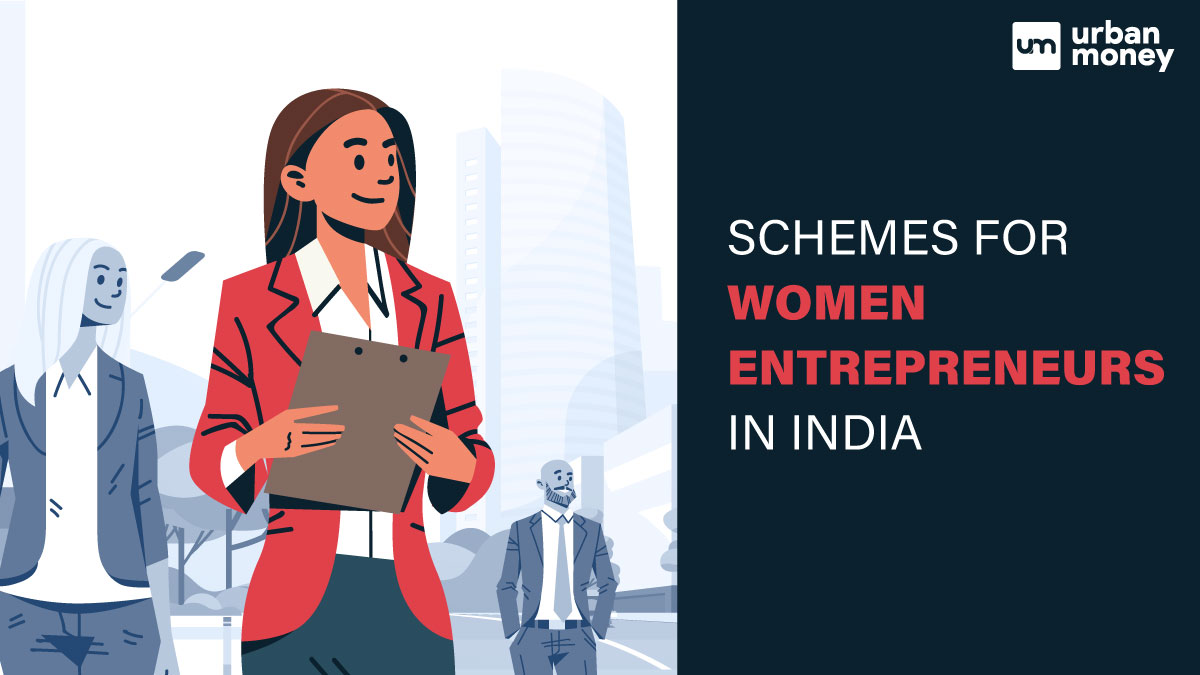 um urban
money
SCHEMES FOR
WOMEN
ENTREPRENEURS
IN INDIA